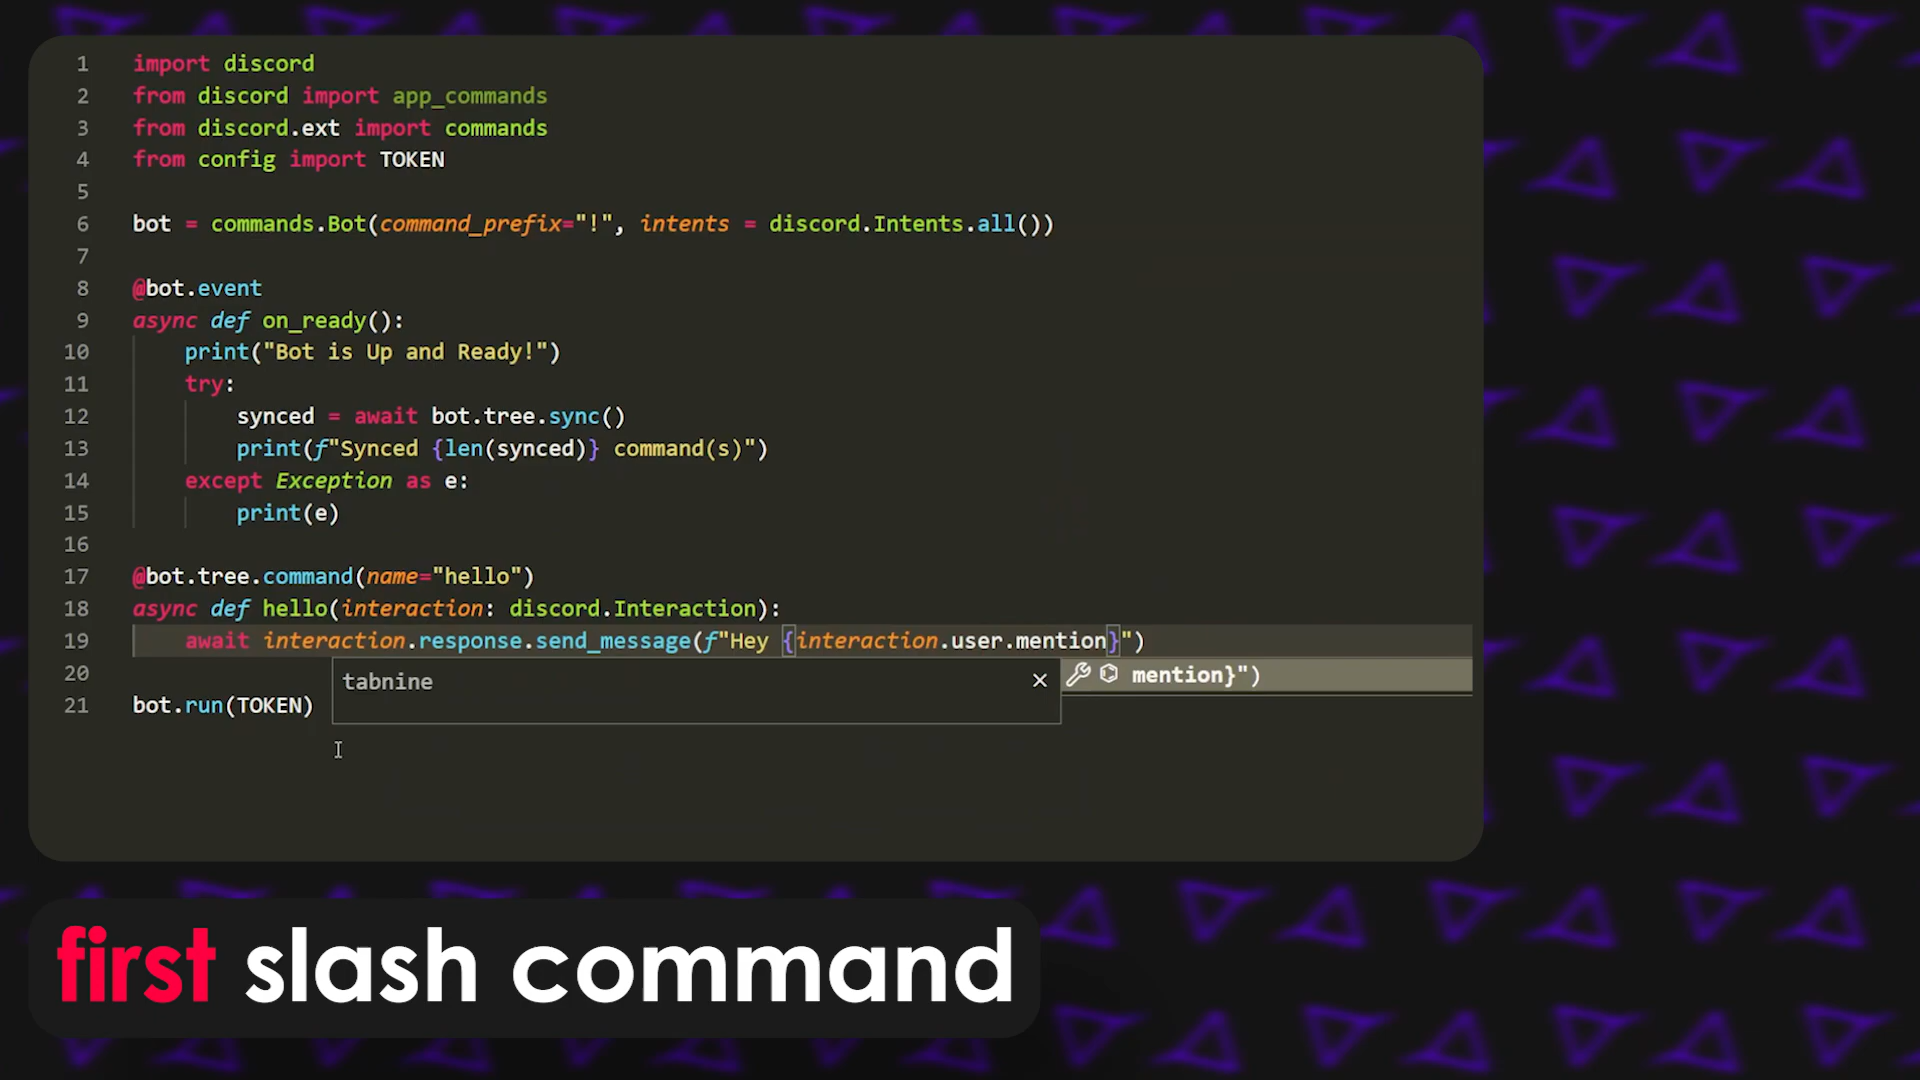 1 import discord
2 from discord import app_commands
3 from discord.ext import commands
4 from config import TOKEN
5
6 bot = commands.Bot(command_prefix="!", intents = discord.Intents.all())
7
8 @bot.event
9 async def on_ready():
10     print("Bot is Up and Ready!")
11     try:
12         synced = await bot.tree.sync()
13         print(f"Synced {len(synced)} command(s)")
14     except Exception as e:
15         print(e)
16
17 @bot.tree.command(name="hello")
18 async def hello(interaction: discord.Interaction):
19     await interaction.response.send_message(f"Hey {interaction.user.mention}")
20
tabnine
mention}")
21 bot.run(TOKEN)
first slash command